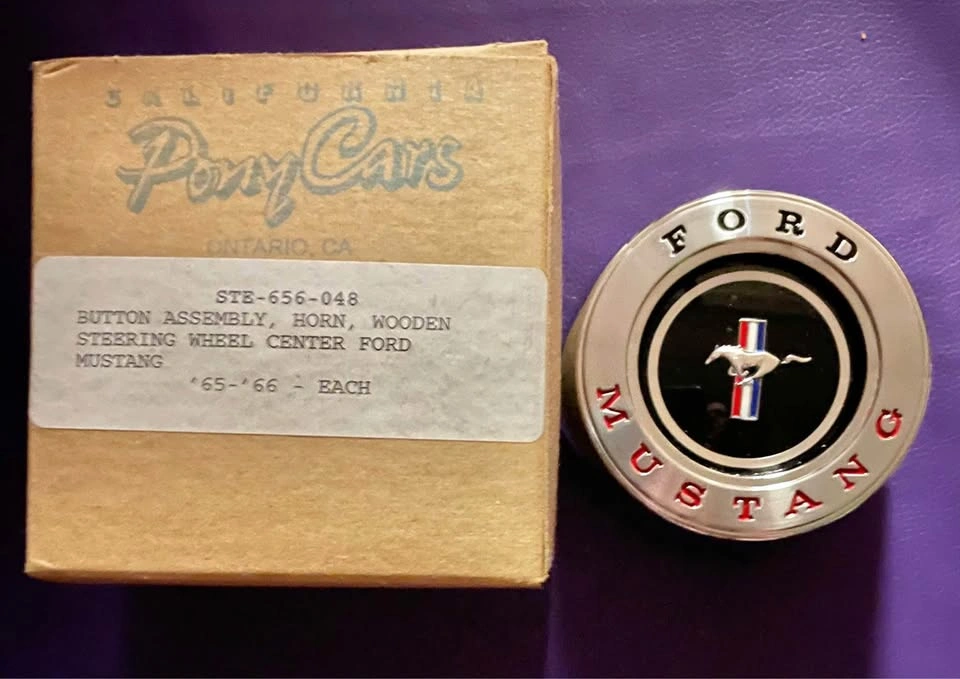 CALIFORNIA
Pony Cars
ONTARIO, CA
STE-656-048
BUTTON ASSEMBLY, HORN, WOODEN
STEERING WHEEL CENTER FORD
MUSTANG
'65-'66 - EACH
FORD
MUSTANG